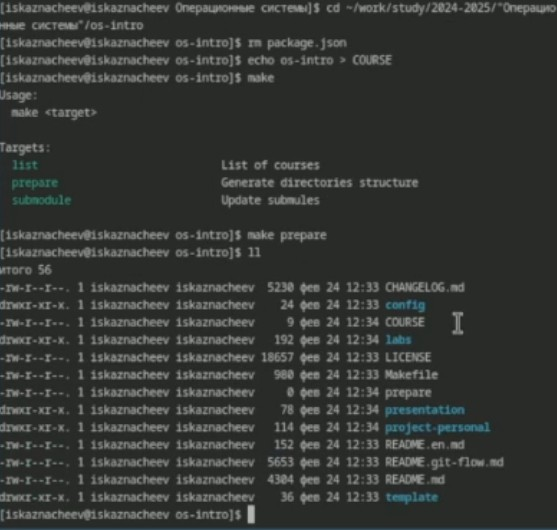 [iskaznacheev@iskaznacheev Операционные системы]$ cd ~/work/study/2024-2025/"Операцио
нные системы"/os-intro
[iskaznacheev@iskaznacheev os-intro]$ rm package.json
[iskaznacheev@iskaznacheev os-intro]$ echo os-intro > COURSE
[iskaznacheev@iskaznacheev os-intro]$ make
Usage:
  make <target>

Targets:
  list                         List of courses
  prepare                      Generate directories structure
  submodule                    Update submules

[iskaznacheev@iskaznacheev os-intro]$ make prepare
[iskaznacheev@iskaznacheev os-intro]$ ll
итого 56
-rw-r--r--. 1 iskaznacheev iskaznacheev  5230 фев 24 12:33 CHANGELOG.md
drwxr-xr-x. 1 iskaznacheev iskaznacheev    24 фев 24 12:33 config
-rw-r--r--. 1 iskaznacheev iskaznacheev     9 фев 24 12:34 COURSE
drwxr-xr-x. 1 iskaznacheev iskaznacheev   192 фев 24 12:34 labs
-rw-r--r--. 1 iskaznacheev iskaznacheev 18657 фев 24 12:33 LICENSE
-rw-r--r--. 1 iskaznacheev iskaznacheev   980 фев 24 12:33 Makefile
-rw-r--r--. 1 iskaznacheev iskaznacheev     0 фев 24 12:34 prepare
drwxr-xr-x. 1 iskaznacheev iskaznacheev    78 фев 24 12:34 presentation
drwxr-xr-x. 1 iskaznacheev iskaznacheev   114 фев 24 12:34 project-personal
-rw-r--r--. 1 iskaznacheev iskaznacheev   152 фев 24 12:33 README.en.md
-rw-r--r--. 1 iskaznacheev iskaznacheev  5653 фев 24 12:33 README.git-flow.md
-rw-r--r--. 1 iskaznacheev iskaznacheev  4304 фев 24 12:33 README.md
drwxr-xr-x. 1 iskaznacheev iskaznacheev    36 фев 24 12:33 template
[iskaznacheev@iskaznacheev os-intro]$